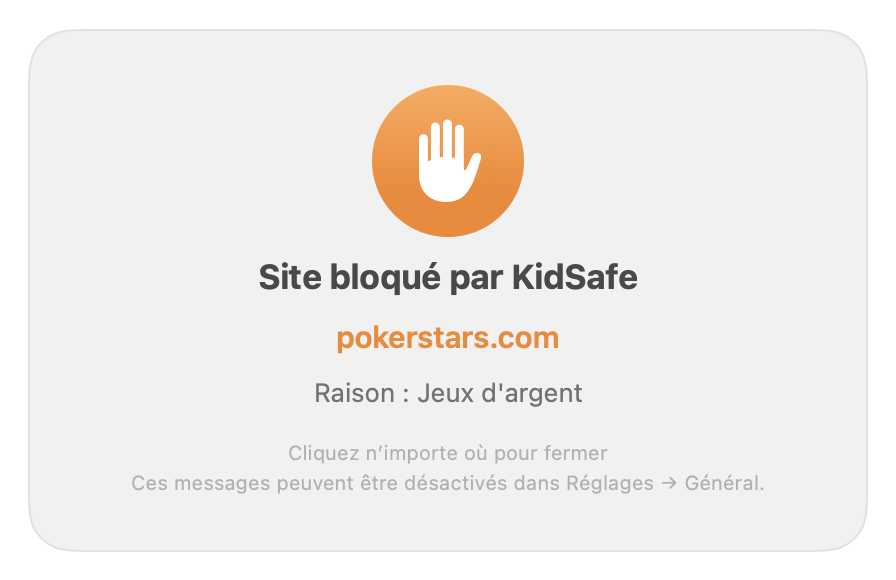 Site bloqué par KidSafe
pokerstars.com
Raison : Jeux d'argent
Cliquez n’importe où pour fermer
Ces messages peuvent être désactivés dans Réglages → Général.